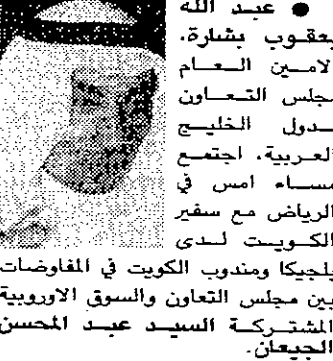 ● عبد الله
يعقوب بشارة،
الامين العام
لمجلس التعاون
لدول الخليج
العربية، اجتمع
مساء امس في
الرياض مع سفير
الكويت لدى
بلجيكا ومندوب الكويت في المفاوضات
بين مجلس التعاون والسوق الاوروبية
المشتركة السيد عبد المحسن
الجيعان.